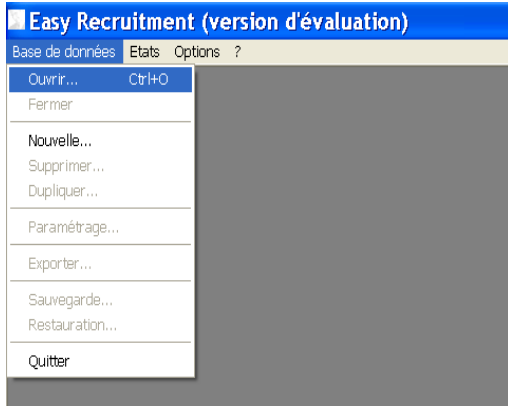 Easy Recruitment (version d'évaluation)
Base de données Etats Options ?
Ouvrir... Ctrl+O
Fermer
Nouvelle...
Supprimer...
Dupliquer...
Paramétrage...
Exporter...
Sauvegarde...
Restauration...
Quitter